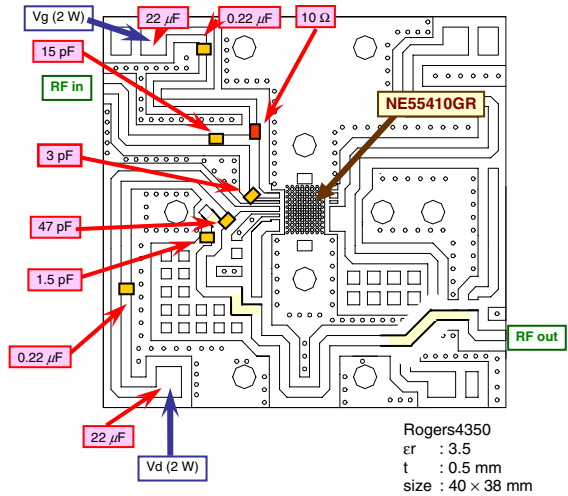 Vg (2 W)
22 µF
0.22 µF
10 Ω
15 pF
RF in
NE55410GR
3 pF
47 pF
1.5 pF
0.22 µF
RF out
22 µF
Vd (2 W)
Rogers4350
εr : 3.5
t : 0.5 mm
size : 40 × 38 mm